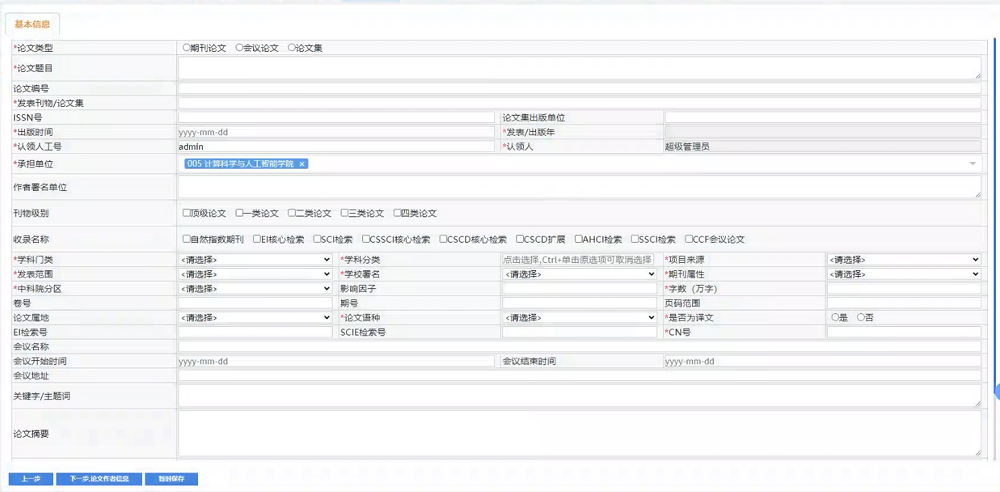 基本信息
*论文类型 期刊论文 会议论文 论文集
*论文题目
论文编号
*发表刊物/论文集
ISSN号 论文集出版单位
*出版时间 yyyy-mm-dd *发表/出版年
*认领人工号 admin *认领人 超级管理员
*承担单位 005 计算科学与人工智能学院 ×
作者署名单位
刊物级别 顶级论文 一类论文 二类论文 三类论文 四类论文
收录名称 自然指数期刊 EI核心检索 SCI检索 CSSCI核心检索 CSCD核心检索 CSCD扩展 AHCI检索 SSCI检索 CCF会议论文
*学科门类 <请选择> *学科分类 点击选择,Ctrl+单击原选项可取消选择 *项目来源 <请选择>
*发表范围 <请选择> *学校署名 <请选择> *期刊属性 <请选择>
*中科院分区 <请选择> 影响因子 *字数（万字）
卷号 期号 页码范围
论文属地 <请选择> *论文语种 <请选择> *是否为译文 是 否
EI检索号 SCIE检索号 *CN号
会议名称
会议开始时间 yyyy-mm-dd 会议结束时间 yyyy-mm-dd
会议地址
关键字/主题词
论文摘要
上一步 下一步,论文作者信息 暂时保存